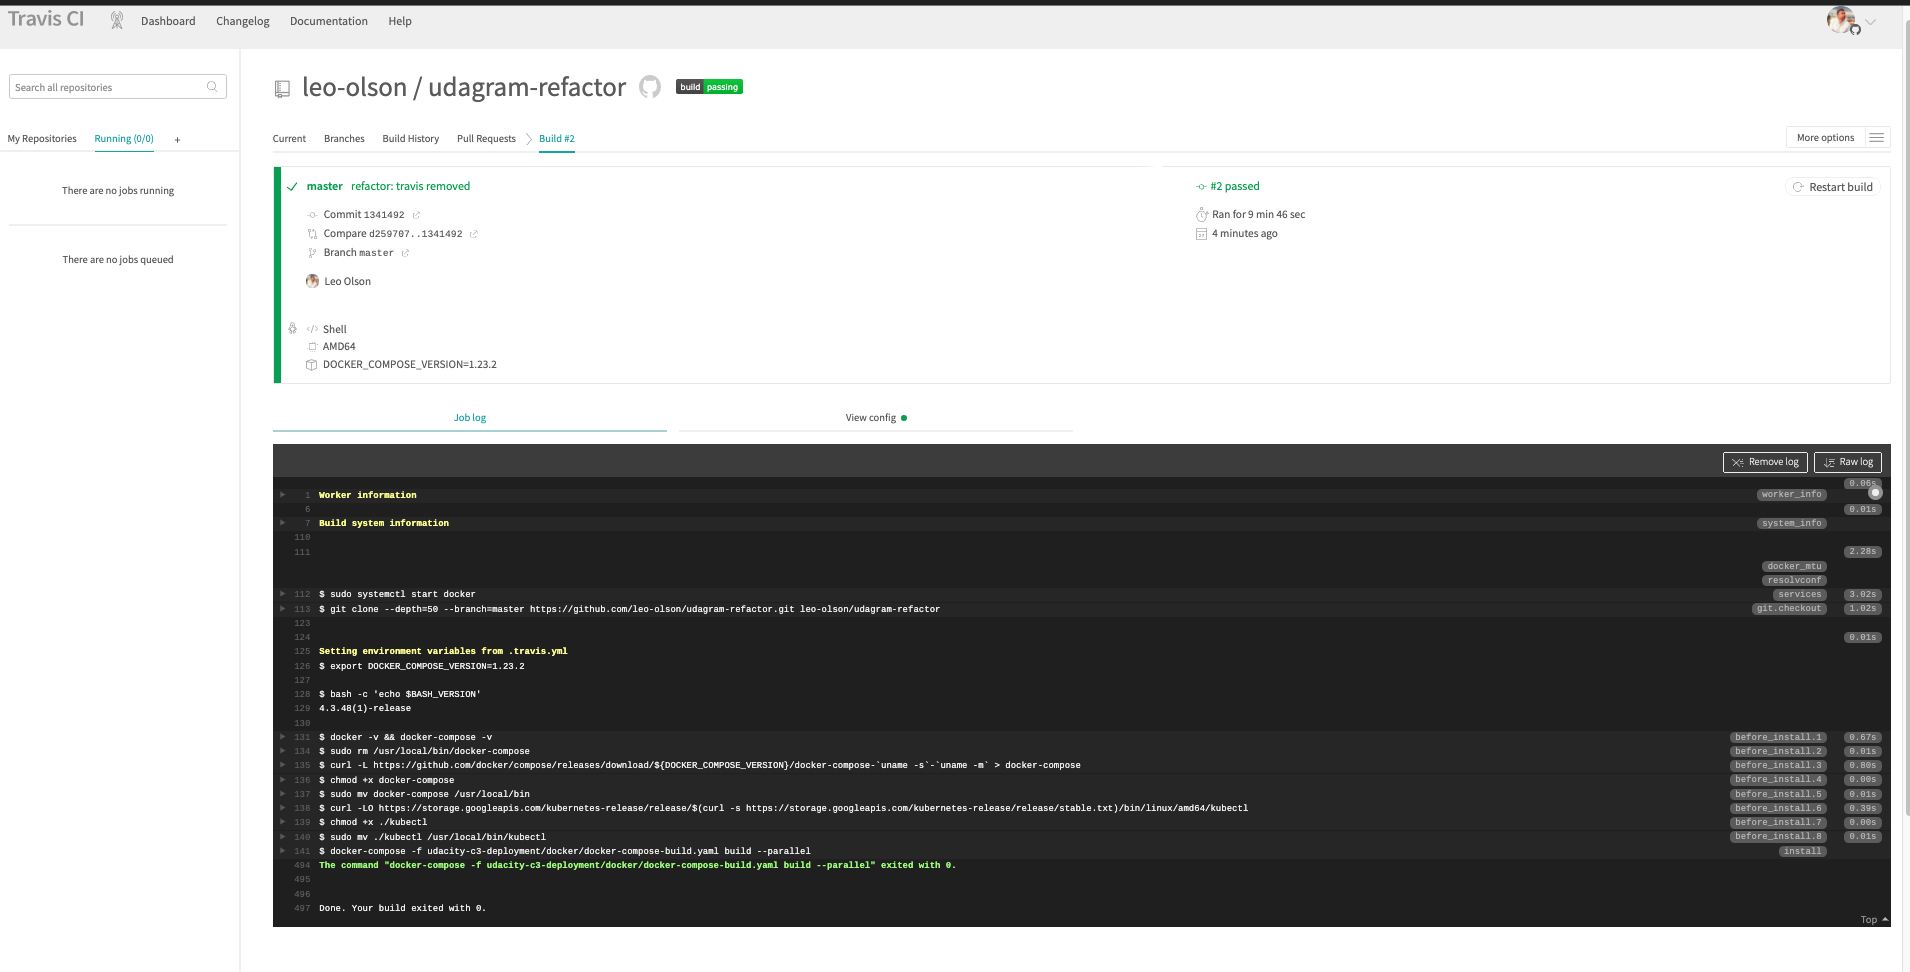 Travis CI
Dashboard Changelog Documentation Help
Search all repositories
My Repositories Running (0/0) +
There are no jobs running
There are no jobs queued
leo-olson / udagram-refactor build passing
Current Branches Build History Pull Requests Build #2
More options
master refactor: travis removed
Commit 1341492
Compare d259707..1341492
Branch master
Leo Olson
Shell
AMD64
DOCKER_COMPOSE_VERSION=1.23.2
#2 passed
Ran for 9 min 46 sec
4 minutes ago
Restart build
Job log View config
Remove log Raw log
0.06s
1 Worker information worker_info
6 0.01s
7 Build system information system_info
110
111 2.28s
docker_mtu
resolvconf
112 $ sudo systemctl start docker services 3.02s
113 $ git clone --depth=50 --branch=master https://github.com/leo-olson/udagram-refactor.git leo-olson/udagram-refactor git.checkout 1.02s
123
124 0.01s
125 Setting environment variables from .travis.yml
126 $ export DOCKER_COMPOSE_VERSION=1.23.2
127
128 $ bash -c 'echo $BASH_VERSION'
129 4.3.48(1)-release
130
131 $ docker -v && docker-compose -v before_install.1 0.67s
134 $ sudo rm /usr/local/bin/docker-compose before_install.2 0.01s
135 $ curl -L https://github.com/docker/compose/releases/download/${DOCKER_COMPOSE_VERSION}/docker-compose-`uname -s`-`uname -m` > docker-compose before_install.3 0.80s
136 $ chmod +x docker-compose before_install.4 0.00s
137 $ sudo mv docker-compose /usr/local/bin before_install.5 0.01s
138 $ curl -LO https://storage.googleapis.com/kubernetes-release/release/$(curl -s https://storage.googleapis.com/kubernetes-release/release/stable.txt)/bin/linux/amd64/kubectl before_install.6 0.39s
139 $ chmod +x ./kubectl before_install.7 0.00s
140 $ sudo mv ./kubectl /usr/local/bin/kubectl before_install.8 0.01s
141 $ docker-compose -f udacity-c3-deployment/docker/docker-compose-build.yaml build --parallel install
494 The command "docker-compose -f udacity-c3-deployment/docker/docker-compose-build.yaml build --parallel" exited with 0.
495
496
497 Done. Your build exited with 0.
Top